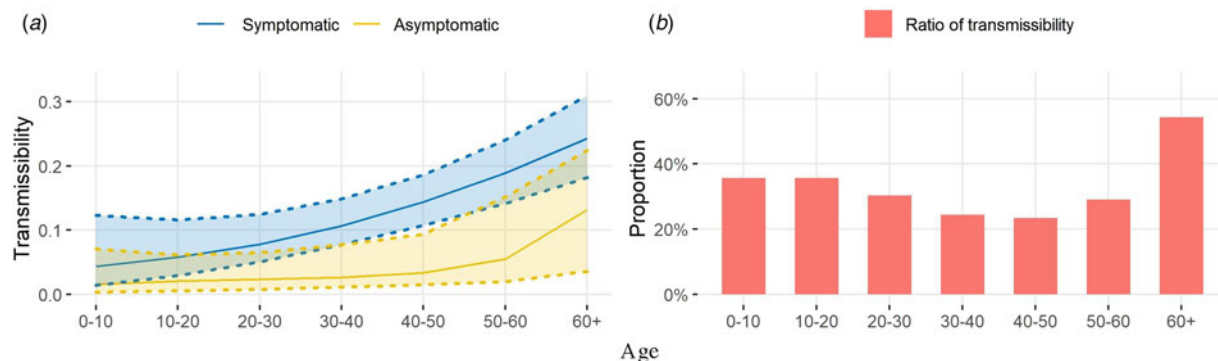 (a) Symptomatic Asymptomatic
Transmissibility
0.3
0.2
0.1
0.0
0-10 10-20 20-30 30-40 40-50 50-60 60+
(b) Ratio of transmissibility
Proportion
60%
40%
20%
0%
0-10 10-20 20-30 30-40 40-50 50-60 60+
Age